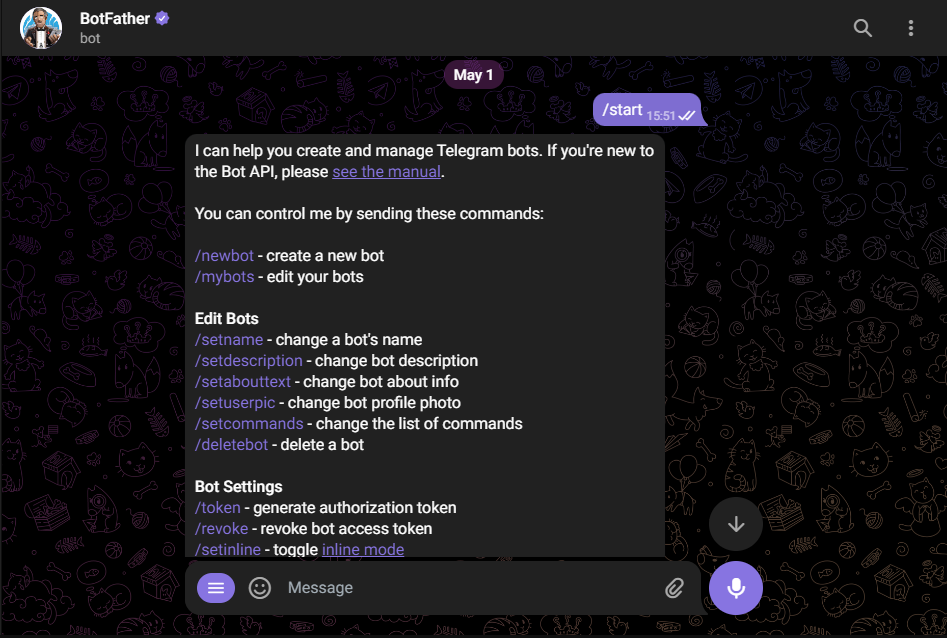 BotFather
bot
May 1
/start 15:51
I can help you create and manage Telegram bots. If you're new to
the Bot API, please see the manual.
You can control me by sending these commands:
/newbot - create a new bot
/mybots - edit your bots
Edit Bots
/setname - change a bot's name
/setdescription - change bot description
/setabouttext - change bot about info
/setuserpic - change bot profile photo
/setcommands - change the list of commands
/deletebot - delete a bot
Bot Settings
/token - generate authorization token
/revoke - revoke bot access token
/setinline - toggle inline mode
Message